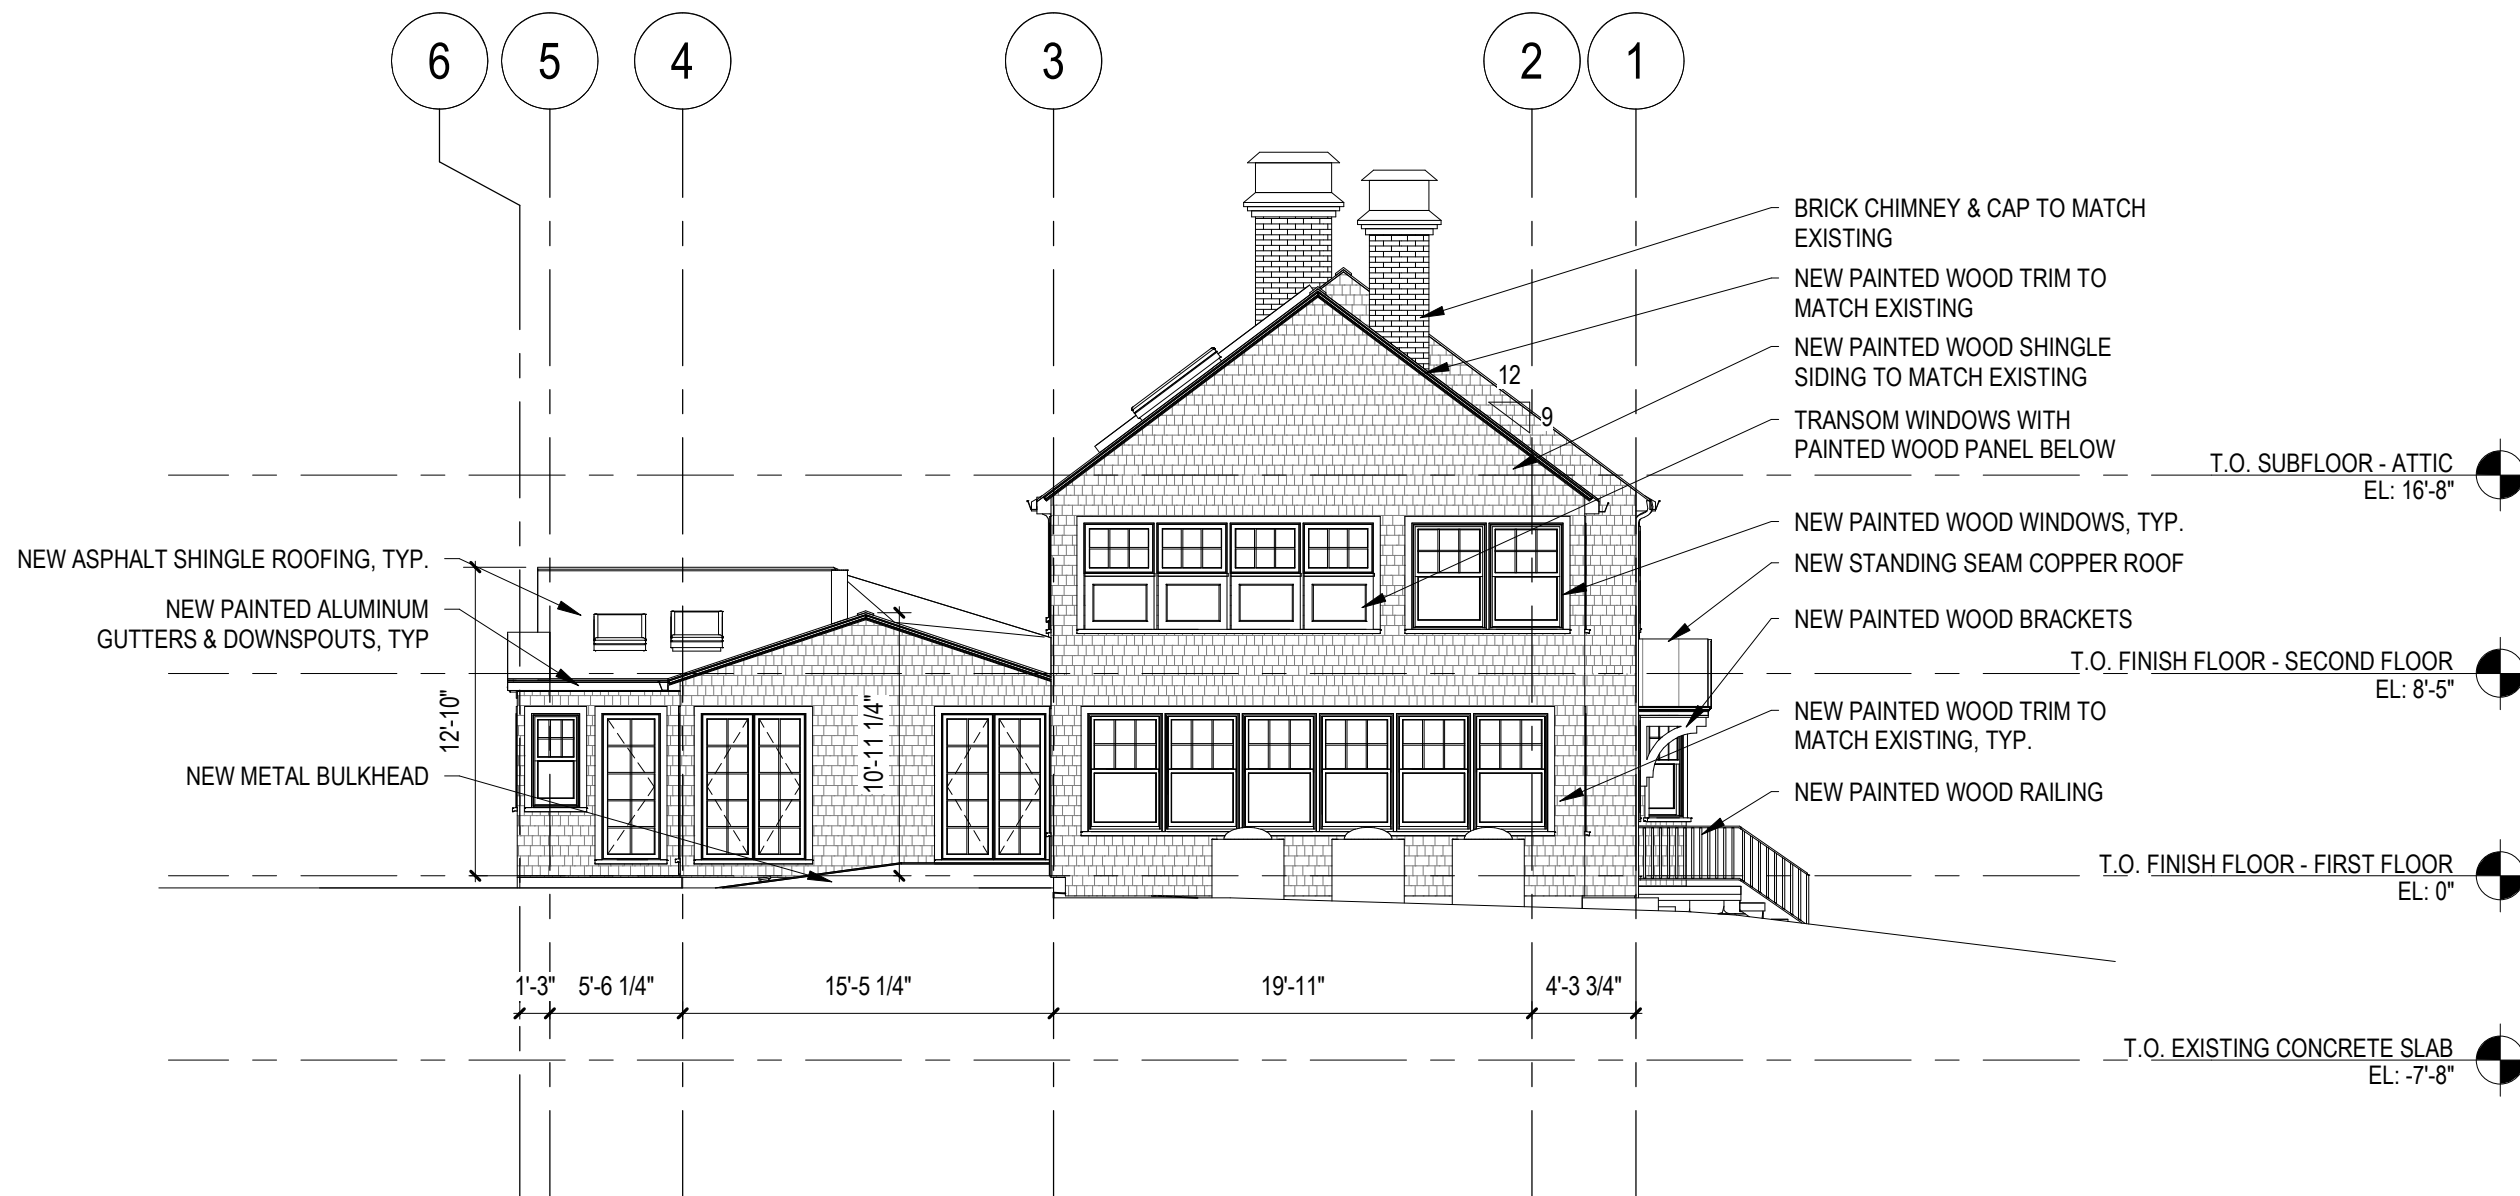 6
5
4
3
2
1
BRICK CHIMNEY & CAP TO MATCH
EXISTING
NEW PAINTED WOOD TRIM TO
MATCH EXISTING
NEW PAINTED WOOD SHINGLE
SIDING TO MATCH EXISTING
12
9
TRANSOM WINDOWS WITH
PAINTED WOOD PANEL BELOW
T.O. SUBFLOOR - ATTIC
EL: 16'-8"
NEW PAINTED WOOD WINDOWS, TYP.
NEW STANDING SEAM COPPER ROOF
NEW PAINTED WOOD BRACKETS
T.O. FINISH FLOOR - SECOND FLOOR
EL: 8'-5"
NEW PAINTED WOOD TRIM TO
MATCH EXISTING, TYP.
NEW PAINTED WOOD RAILING
T.O. FINISH FLOOR - FIRST FLOOR
EL: 0"
NEW ASPHALT SHINGLE ROOFING, TYP.
NEW PAINTED ALUMINUM
GUTTERS & DOWNSPOUTS, TYP
NEW METAL BULKHEAD
12'-10"
10'-11 1/4"
1'-3"
5'-6 1/4"
15'-5 1/4"
19'-11"
4'-3 3/4"
T.O. EXISTING CONCRETE SLAB
EL: -7'-8"